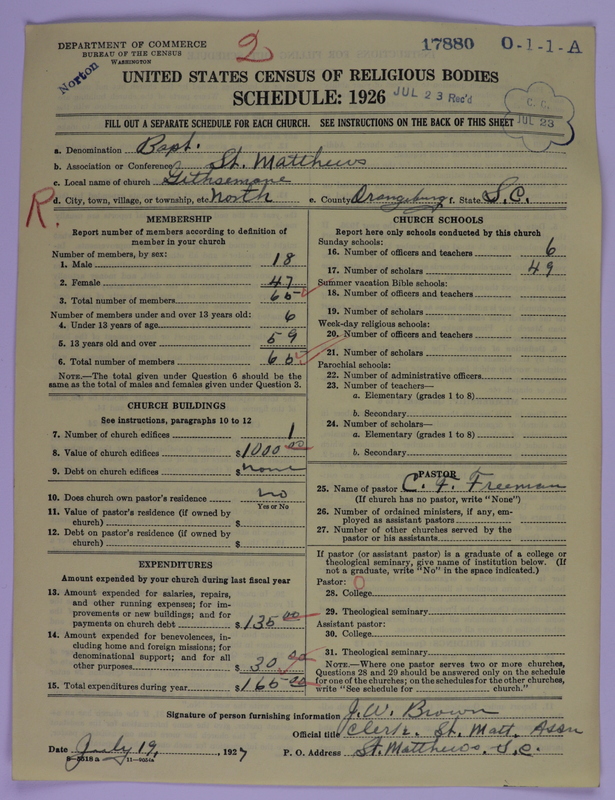 DEPARTMENT OF COMMERCE
BUREAU OF THE CENSUS
WASHINGTON
Norton
2
17880 O-1-1-A
UNITED STATES CENSUS OF RELIGIOUS BODIES
SCHEDULE: 1926
JUL 23 Rec'd
C. C.
JUL 23
FILL OUT A SEPARATE SCHEDULE FOR EACH CHURCH. SEE INSTRUCTIONS ON THE BACK OF THIS SHEET
a. Denomination Bapt.
b. Association or Conference St. Matthews
c. Local name of church Githsemane
R. d. City, town, village, or township, etc North e. County Orangeburg f. State S.C.
MEMBERSHIP
Report number of members according to definition of
member in your church
Number of members, by sex:
1. Male 18
2. Female 47
3. Total number of members 65
Number of members under and over 13 years old:
4. Under 13 years of age 6
5. 13 years old and over 59
6. Total number of members 65
NOTE.—The total given under Question 6 should be the
same as the total of males and females given under Question 3.
CHURCH BUILDINGS
See instructions, paragraphs 10 to 12
7. Number of church edifices 1
8. Value of church edifices $1000 00
9. Debt on church edifices $ none
10. Does church own pastor's residence no
Yes or No
11. Value of pastor's residence (if owned by
church) $
12. Debt on pastor's residence (if owned by
church) $
EXPENDITURES
Amount expended by your church during last fiscal year
13. Amount expended for salaries, repairs,
and other running expenses; for im-
provements or new buildings; and for
payments on church debt $135 00
14. Amount expended for benevolences, in-
cluding home and foreign missions; for
denominational support; and for all
other purposes $30 00
15. Total expenditures during year $165 00
CHURCH SCHOOLS
Report here only schools conducted by this church
Sunday schools:
16. Number of officers and teachers 6
17. Number of scholars 49
Summer vacation Bible schools:
18. Number of officers and teachers
19. Number of scholars
Week-day religious schools:
20. Number of officers and teachers
21. Number of scholars
Parochial schools:
22. Number of administrative officers
23. Number of teachers—
a. Elementary (grades 1 to 8)
b. Secondary
24. Number of scholars—
a. Elementary (grades 1 to 8)
b. Secondary
PASTOR
25. Name of pastor C. F. Freeman
(If church has no pastor, write "None")
26. Number of ordained ministers, if any, em-
ployed as assistant pastors
27. Number of other churches served by the
pastor or his assistants
If pastor (or assistant pastor) is a graduate of a college or
theological seminary, give name of institution below. (If
not a graduate, write "No" in the space indicated.)
Pastor: 0
28. College
29. Theological seminary
Assistant pastor:
30. College
31. Theological seminary
NOTE.—Where one pastor serves two or more churches,
Questions 28 and 29 should be answered only on the schedule
for one of the churches; on the schedules for the other churches,
write "See schedule for church."
Signature of person furnishing information J. W. Brown
Official title Clerk. St. Matt. Assn
Date July 19, 1927 P. O. Address St. Matthews. S.C.
8-5518a 11-9054a